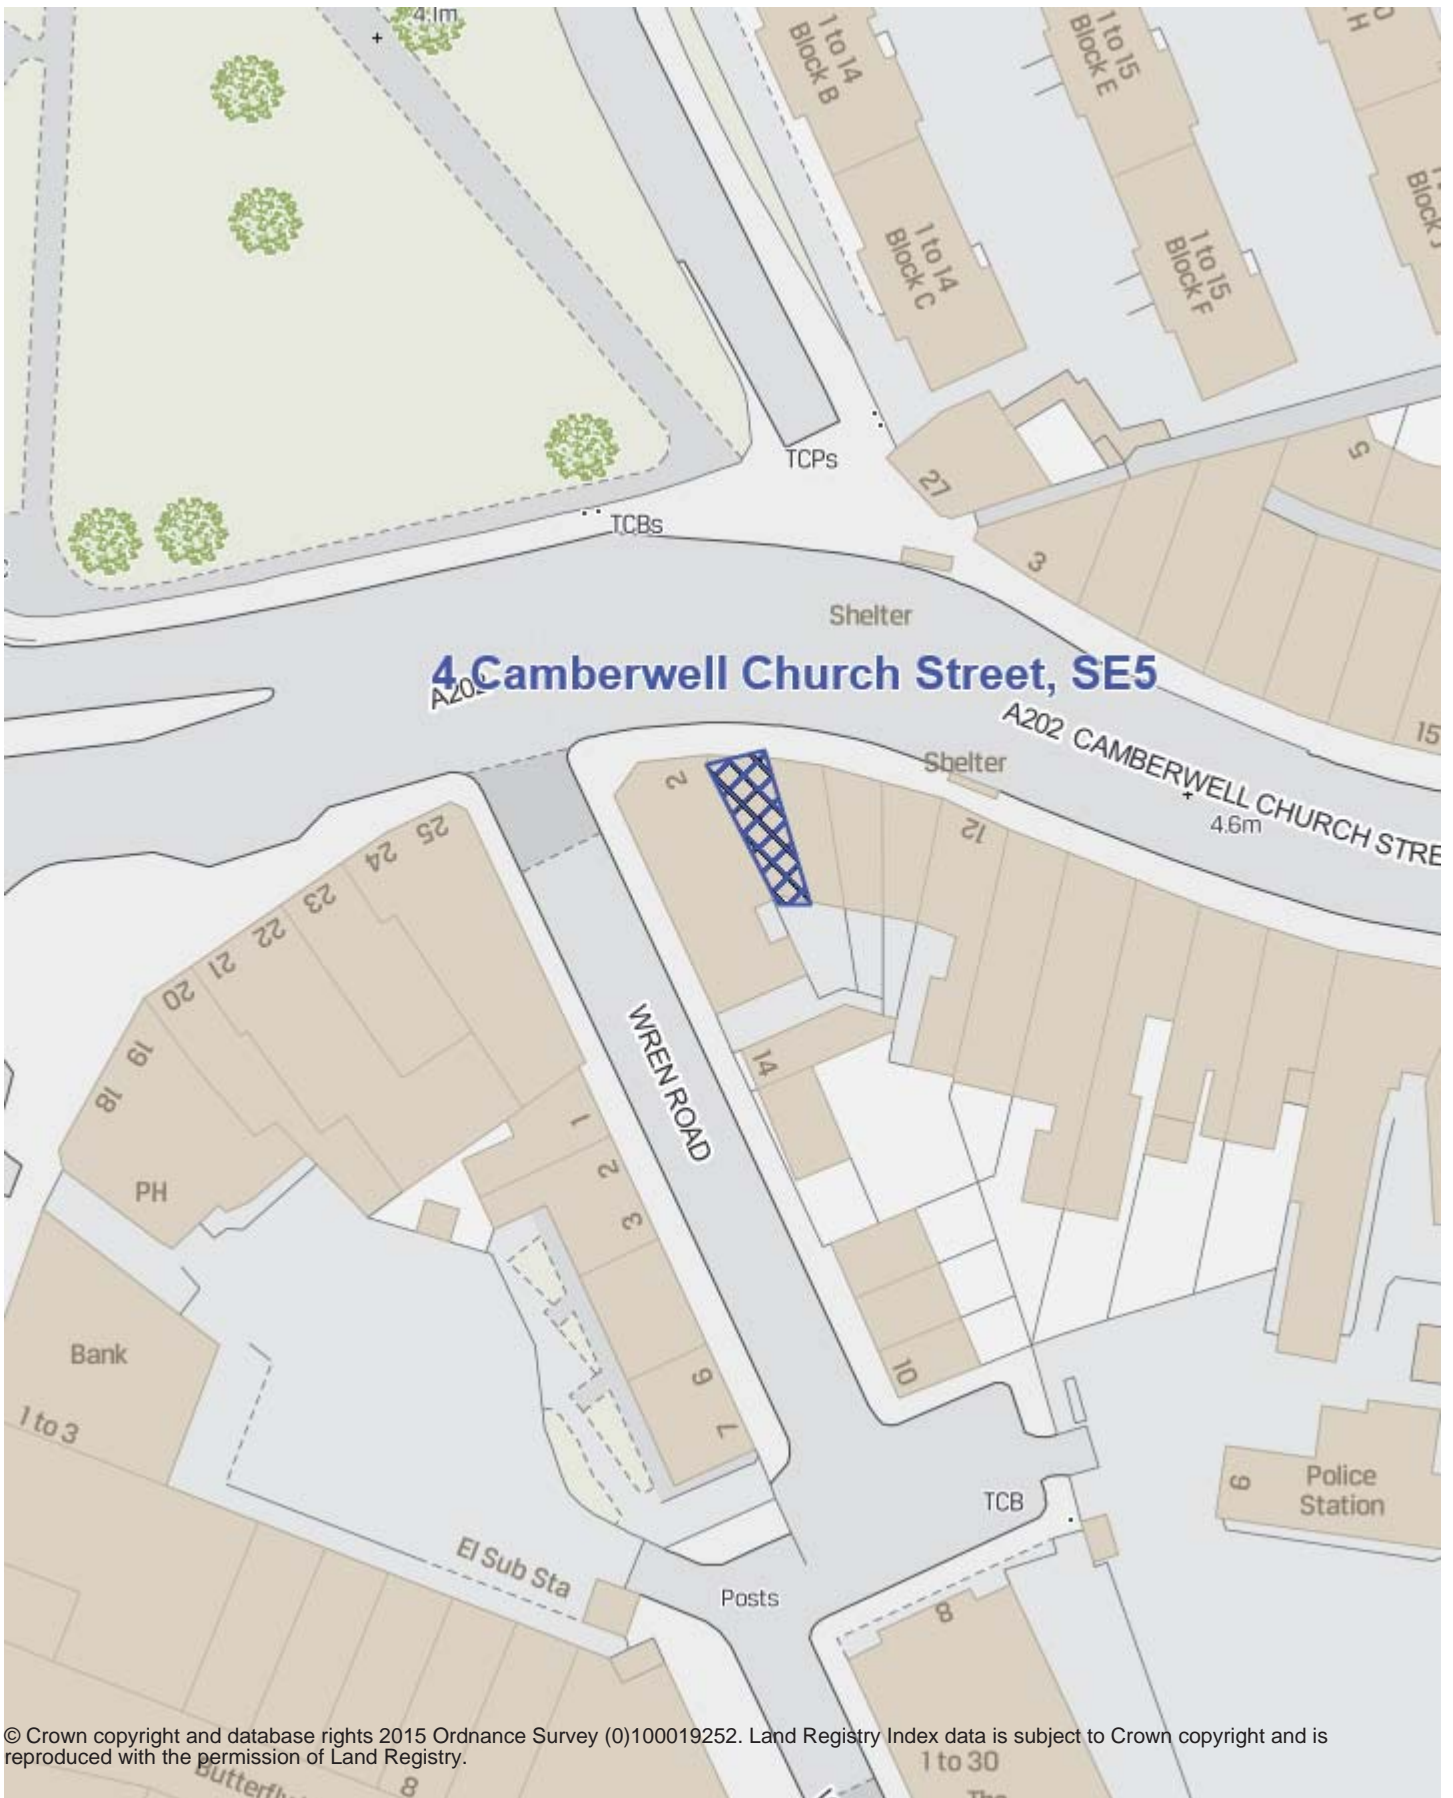 4.1m
1 to 14
Block B
1 to 15
Block E
H
1 to 14
Block C
1 to 15
Block F
Block J
TCPs
27
5
TCBs
3
Shelter
4 Camberwell Church Street, SE5
A202
A202 CAMBERWELL CHURCH STRE
15
Shelter
4.6m
2
12
25
24
23
22
21
20
19
18
WREN ROAD
14
1
2
3
PH
Bank
1 to 3
6
7
10
Police
Station
9
TCB
El Sub Sta
Posts
8
© Crown copyright and database rights 2015 Ordnance Survey (0)100019252. Land Registry Index data is subject to Crown copyright and is
reproduced with the permission of Land Registry.
1 to 30
Butterfly
8
The